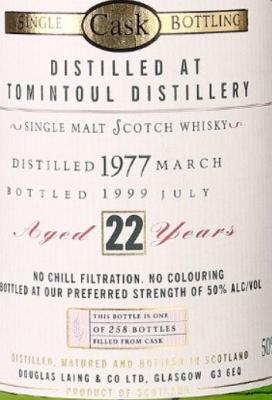 SINGLE Cask BOTTLING
DISTILLED AT
TOMINTOUL DISTILLERY
SINGLE MALT SCOTCH WHISKY
DISTILLED 1977 MARCH
BOTTLED 1999 JULY
Aged 22 Years
NO CHILL FILTRATION. NO COLOURING
BOTTLED AT OUR PREFERRED STRENGTH OF 50% ALC/VOL
THIS BOTTLE IS ONE
OF 258 BOTTLES
FILLED FROM CASK
50%
DISTILLED, MATURED AND BOTTLED IN SCOTLAND
DOUGLAS LAING & CO LTD, GLASGOW G3 6EQ
PRODUCT OF SCOTLAND